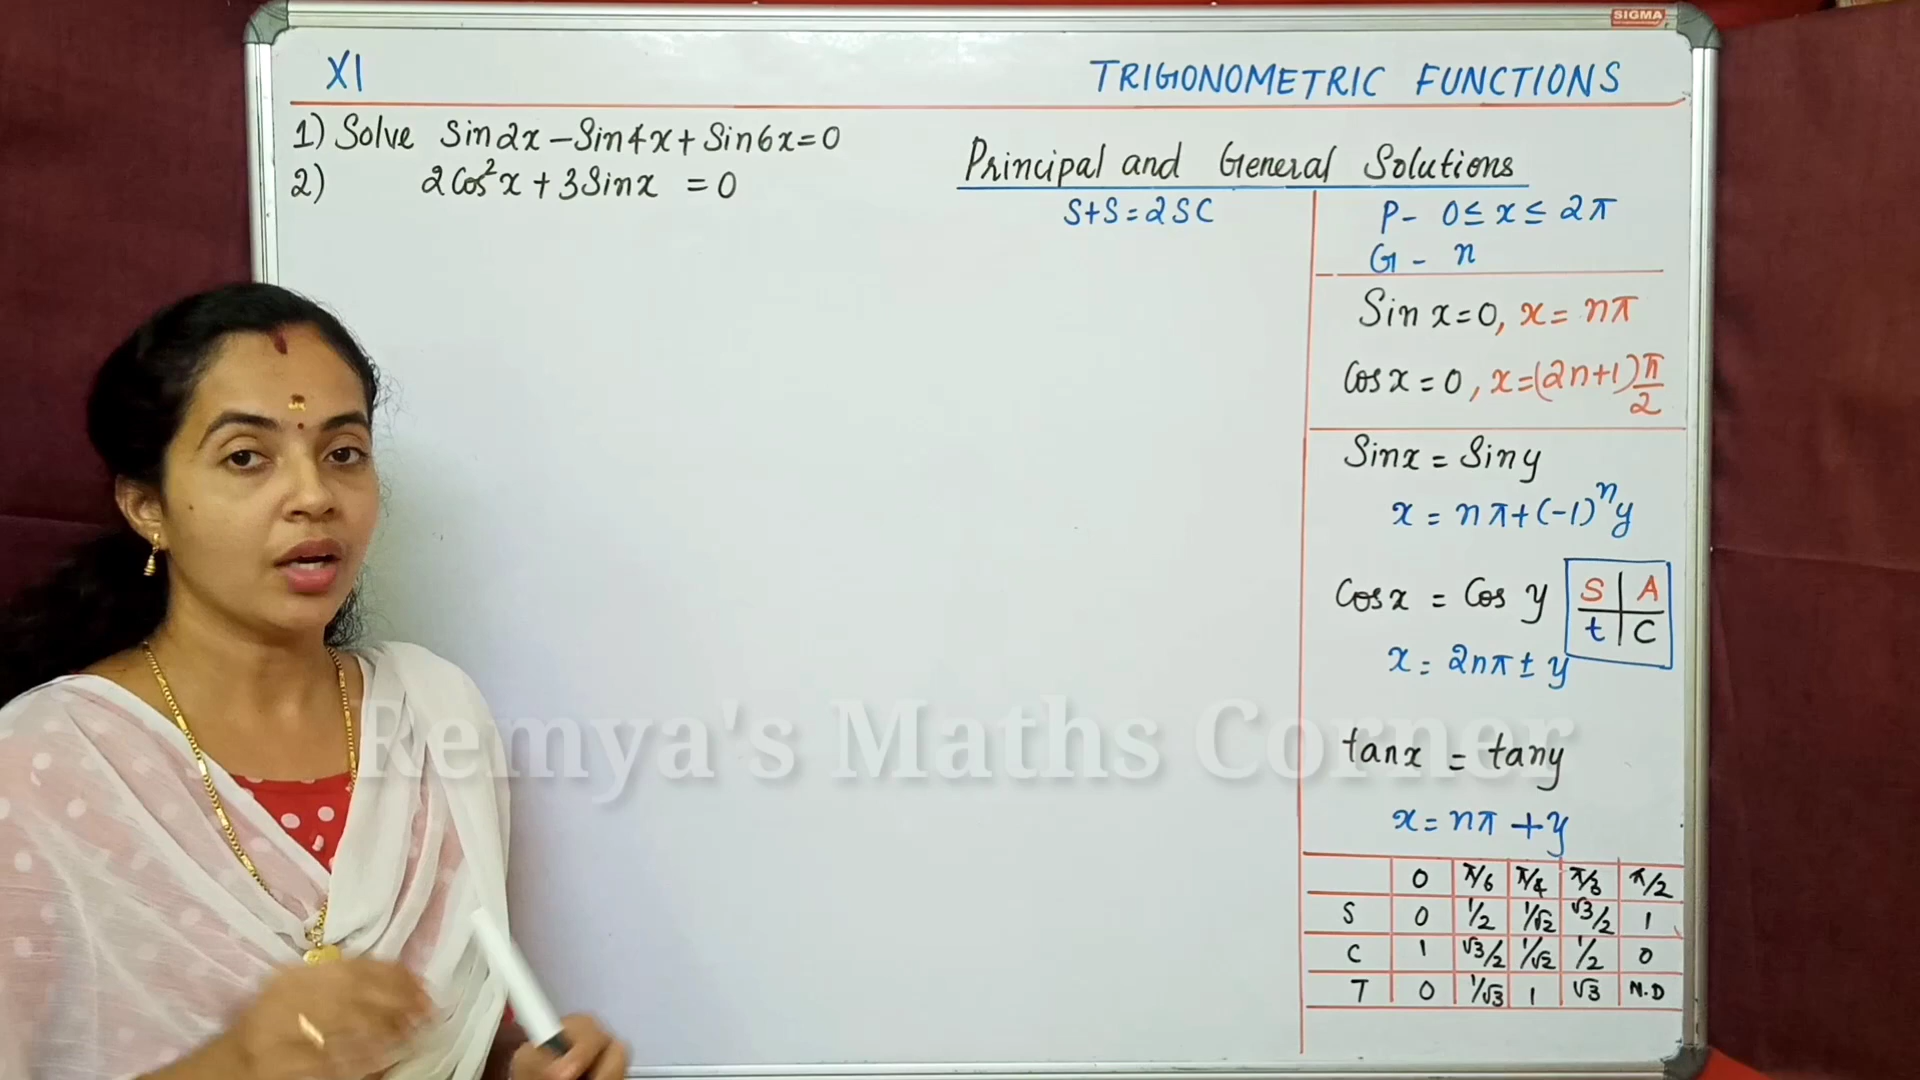 SIGMA
XI
TRIGONOMETRIC FUNCTIONS
1) Solve Sin2x - Sin4x + Sin6x = 0
2) 2Cos²x + 3Sinx = 0
Principal and General Solutions
S+S = 2SC
P - 0 ≤ x ≤ 2π
G - n
Sin x = 0, x = nπ
Cos x = 0, x = (2n+1)π/2
Sinx = Siny
x = nπ + (-1)ⁿy
Cosx = Cos y
S A
t C
x = 2nπ ± y
Remya's Maths Corner
tanx = tany
x = nπ + y
0 π/6 π/4 π/3 π/2
S 0 1/2 1/√2 √3/2 1
C 1 √3/2 1/√2 1/2 0
T 0 1/√3 1 √3 N.D